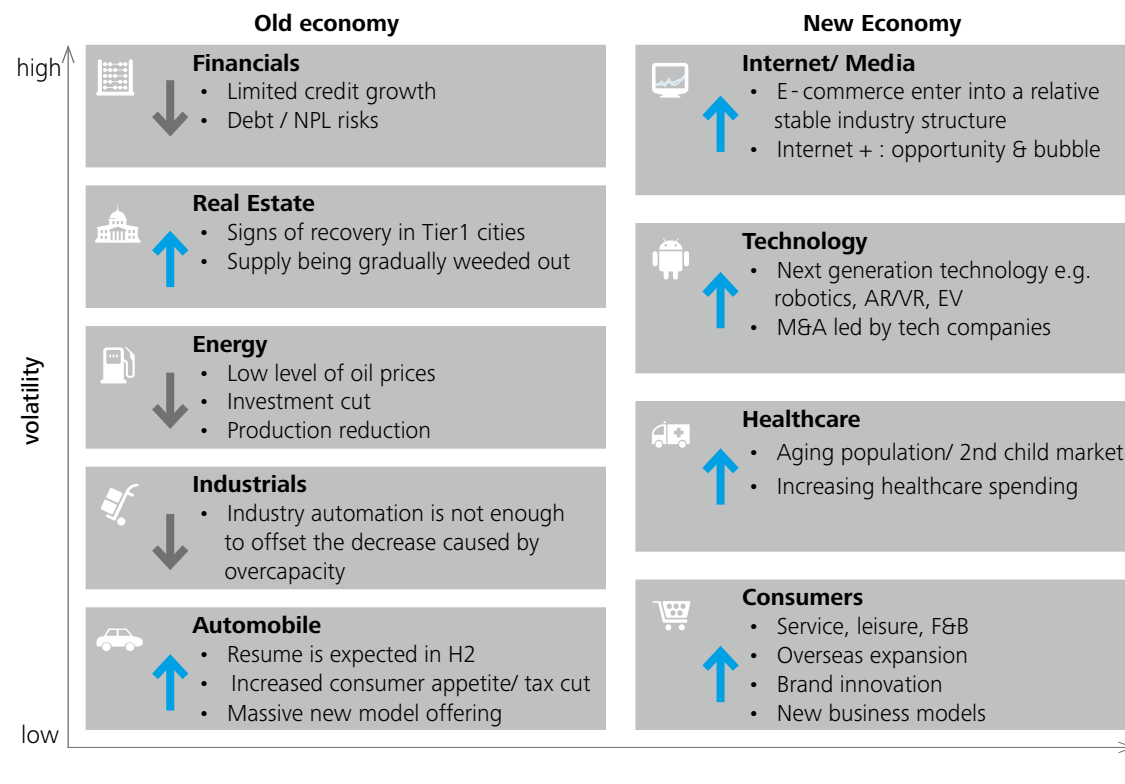 Old economy
New Economy
high
volatility
low
Financials
• Limited credit growth
• Debt / NPL risks
Real Estate
• Signs of recovery in Tier1 cities
• Supply being gradually weeded out
Energy
• Low level of oil prices
• Investment cut
• Production reduction
Industrials
• Industry automation is not enough
to offset the decrease caused by
overcapacity
Automobile
• Resume is expected in H2
• Increased consumer appetite/ tax cut
• Massive new model offering
Internet/ Media
• E-commerce enter into a relative
stable industry structure
• Internet + : opportunity & bubble
Technology
• Next generation technology e.g.
robotics, AR/VR, EV
• M&A led by tech companies
Healthcare
• Aging population/ 2nd child market
• Increasing healthcare spending
Consumers
• Service, leisure, F&B
• Overseas expansion
• Brand innovation
• New business models